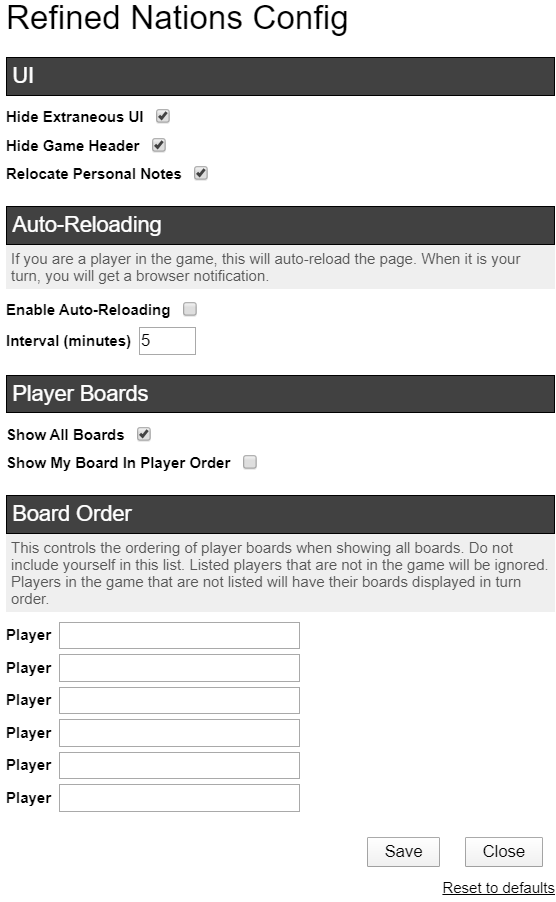 Refined Nations Config
UI
Hide Extraneous UI
Hide Game Header
Relocate Personal Notes
Auto-Reloading
If you are a player in the game, this will auto-reload the page. When it is your
turn, you will get a browser notification.
Enable Auto-Reloading
Interval (minutes) 5
Player Boards
Show All Boards
Show My Board In Player Order
Board Order
This controls the ordering of player boards when showing all boards. Do not
include yourself in this list. Listed players that are not in the game will be ignored.
Players in the game that are not listed will have their boards displayed in turn
order.
Player
Player
Player
Player
Player
Player
Save Close
Reset to defaults